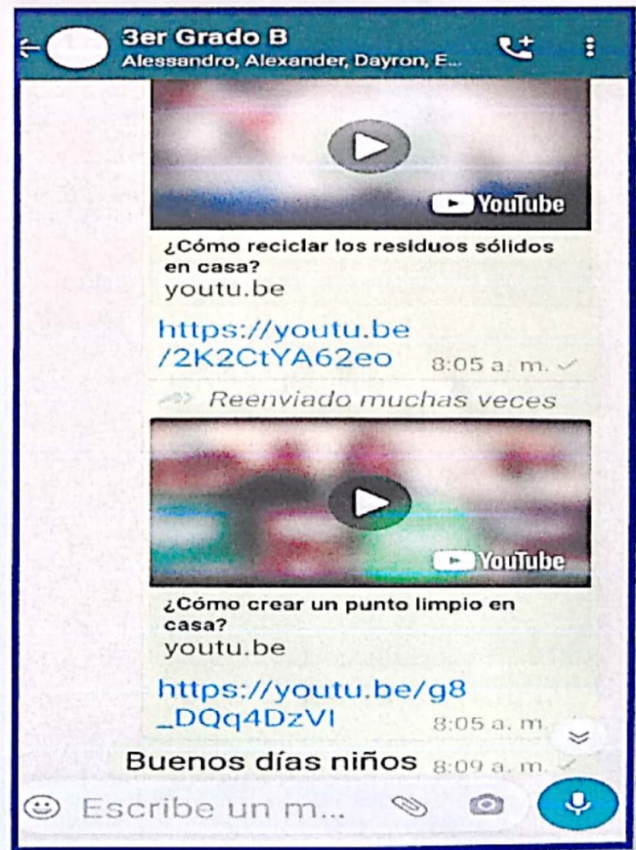 3er Grado B
Alessandro, Alexander, Dayron, E...
YouTube
¿Cómo reciclar los residuos sólidos
en casa?
youtu.be
https://youtu.be
/2K2CtYA62eo 8:05 a. m.
Reenviado muchas veces
YouTube
¿Cómo crear un punto limpio en
casa?
youtu.be
https://youtu.be/g8
_DQq4DzVI 8:05 a. m.
Buenos días niños 8:09 a. m.
Escribe un m...